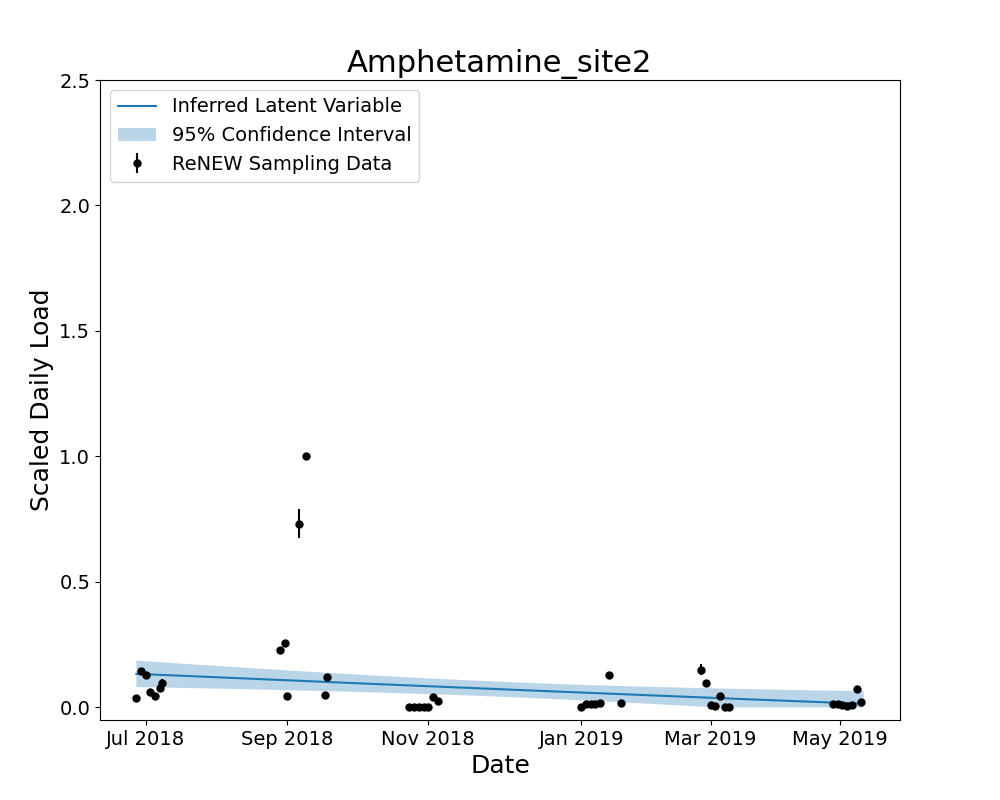 Amphetamine_site2
2.5
Inferred Latent Variable
95% Confidence Interval
ReNEW Sampling Data
2.0
1.5
1.0
0.5
0.0
Scaled Daily Load
Jul 2018 Sep 2018 Nov 2018 Jan 2019 Mar 2019 May 2019
Date